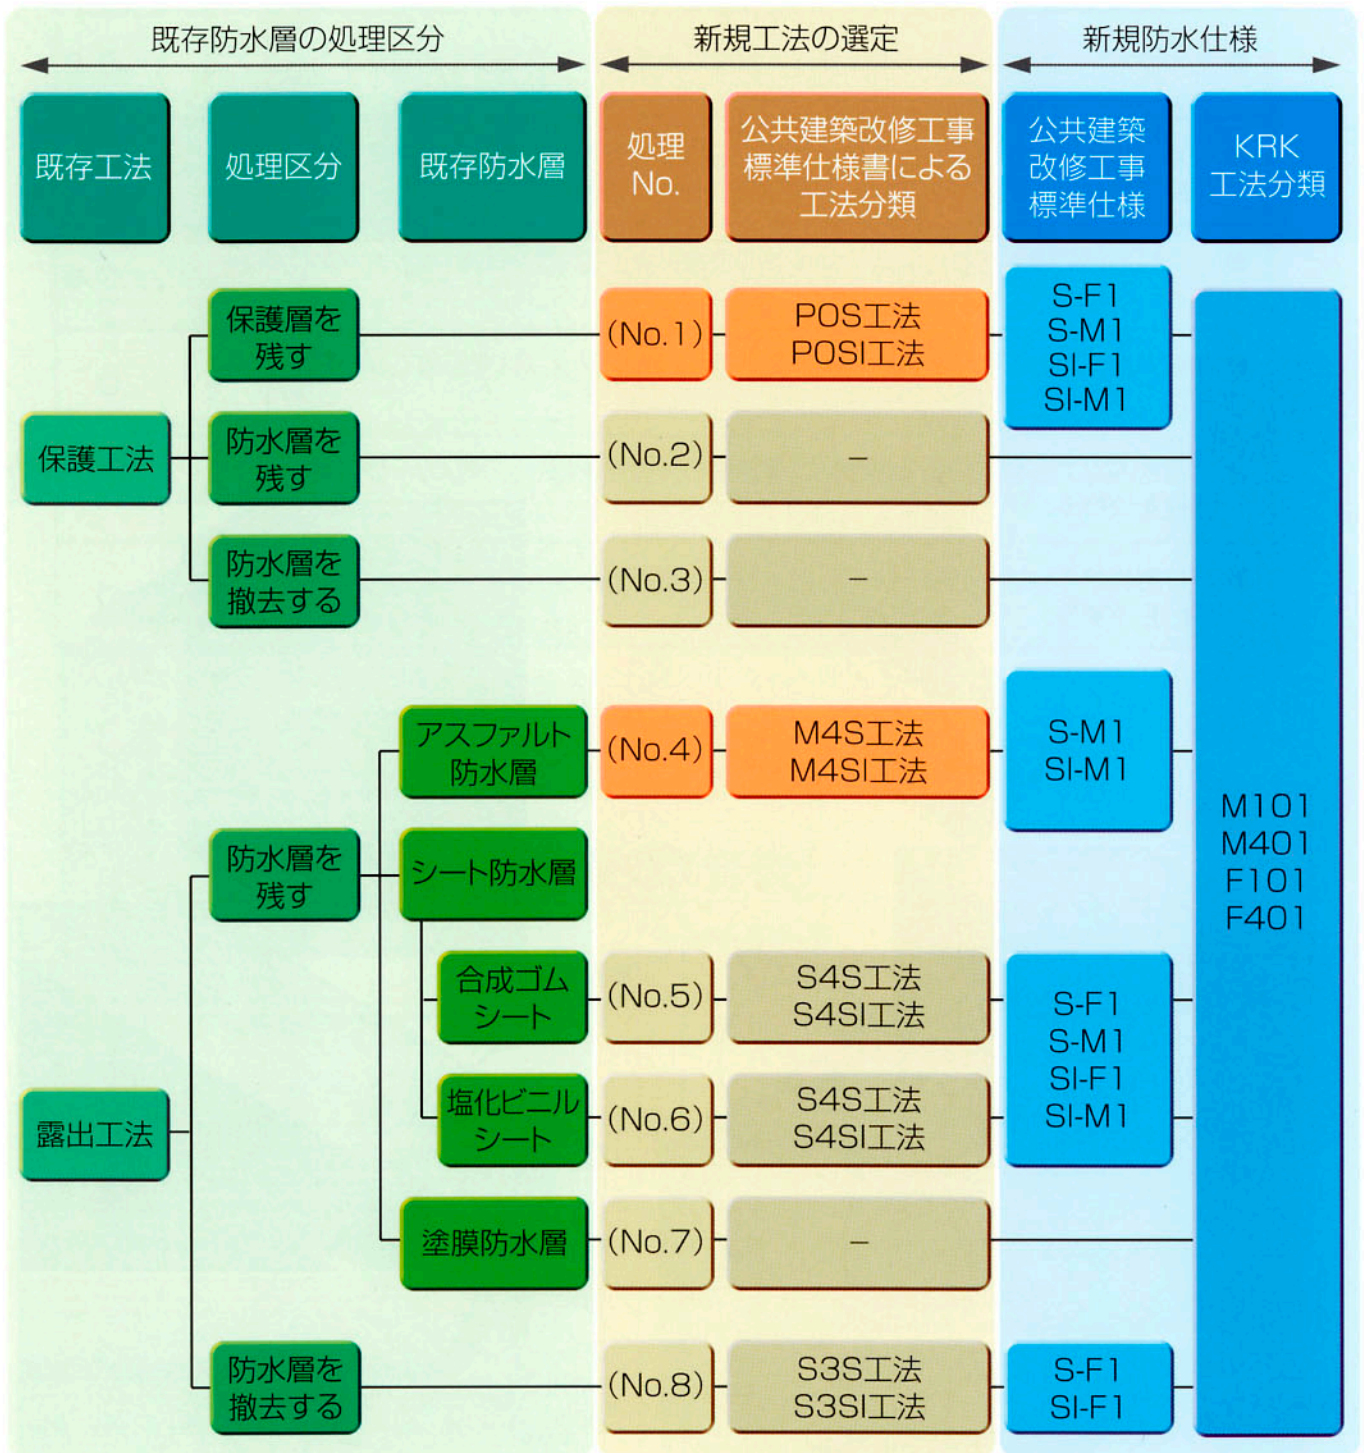 既存防水層の処理区分
新規工法の選定
新規防水仕様
既存工法
処理区分
既存防水層
処理
No.
公共建築改修工事
標準仕様書による
工法分類
公共建築
改修工事
標準仕様
KRK
工法分類
保護工法
保護層を
残す
(No.1)
POS工法
POSI工法
S-F1
S-M1
SI-F1
SI-M1
防水層を
残す
(No.2)
–
防水層を
撤去する
(No.3)
–
露出工法
防水層を
残す
アスファルト
防水層
(No.4)
M4S工法
M4SI工法
S-M1
SI-M1
シート防水層
合成ゴム
シート
(No.5)
S4S工法
S4SI工法
塩化ビニル
シート
(No.6)
S4S工法
S4SI工法
S-F1
S-M1
SI-F1
SI-M1
塗膜防水層
(No.7)
–
防水層を
撤去する
(No.8)
S3S工法
S3SI工法
S-F1
SI-F1
M101
M401
F101
F401